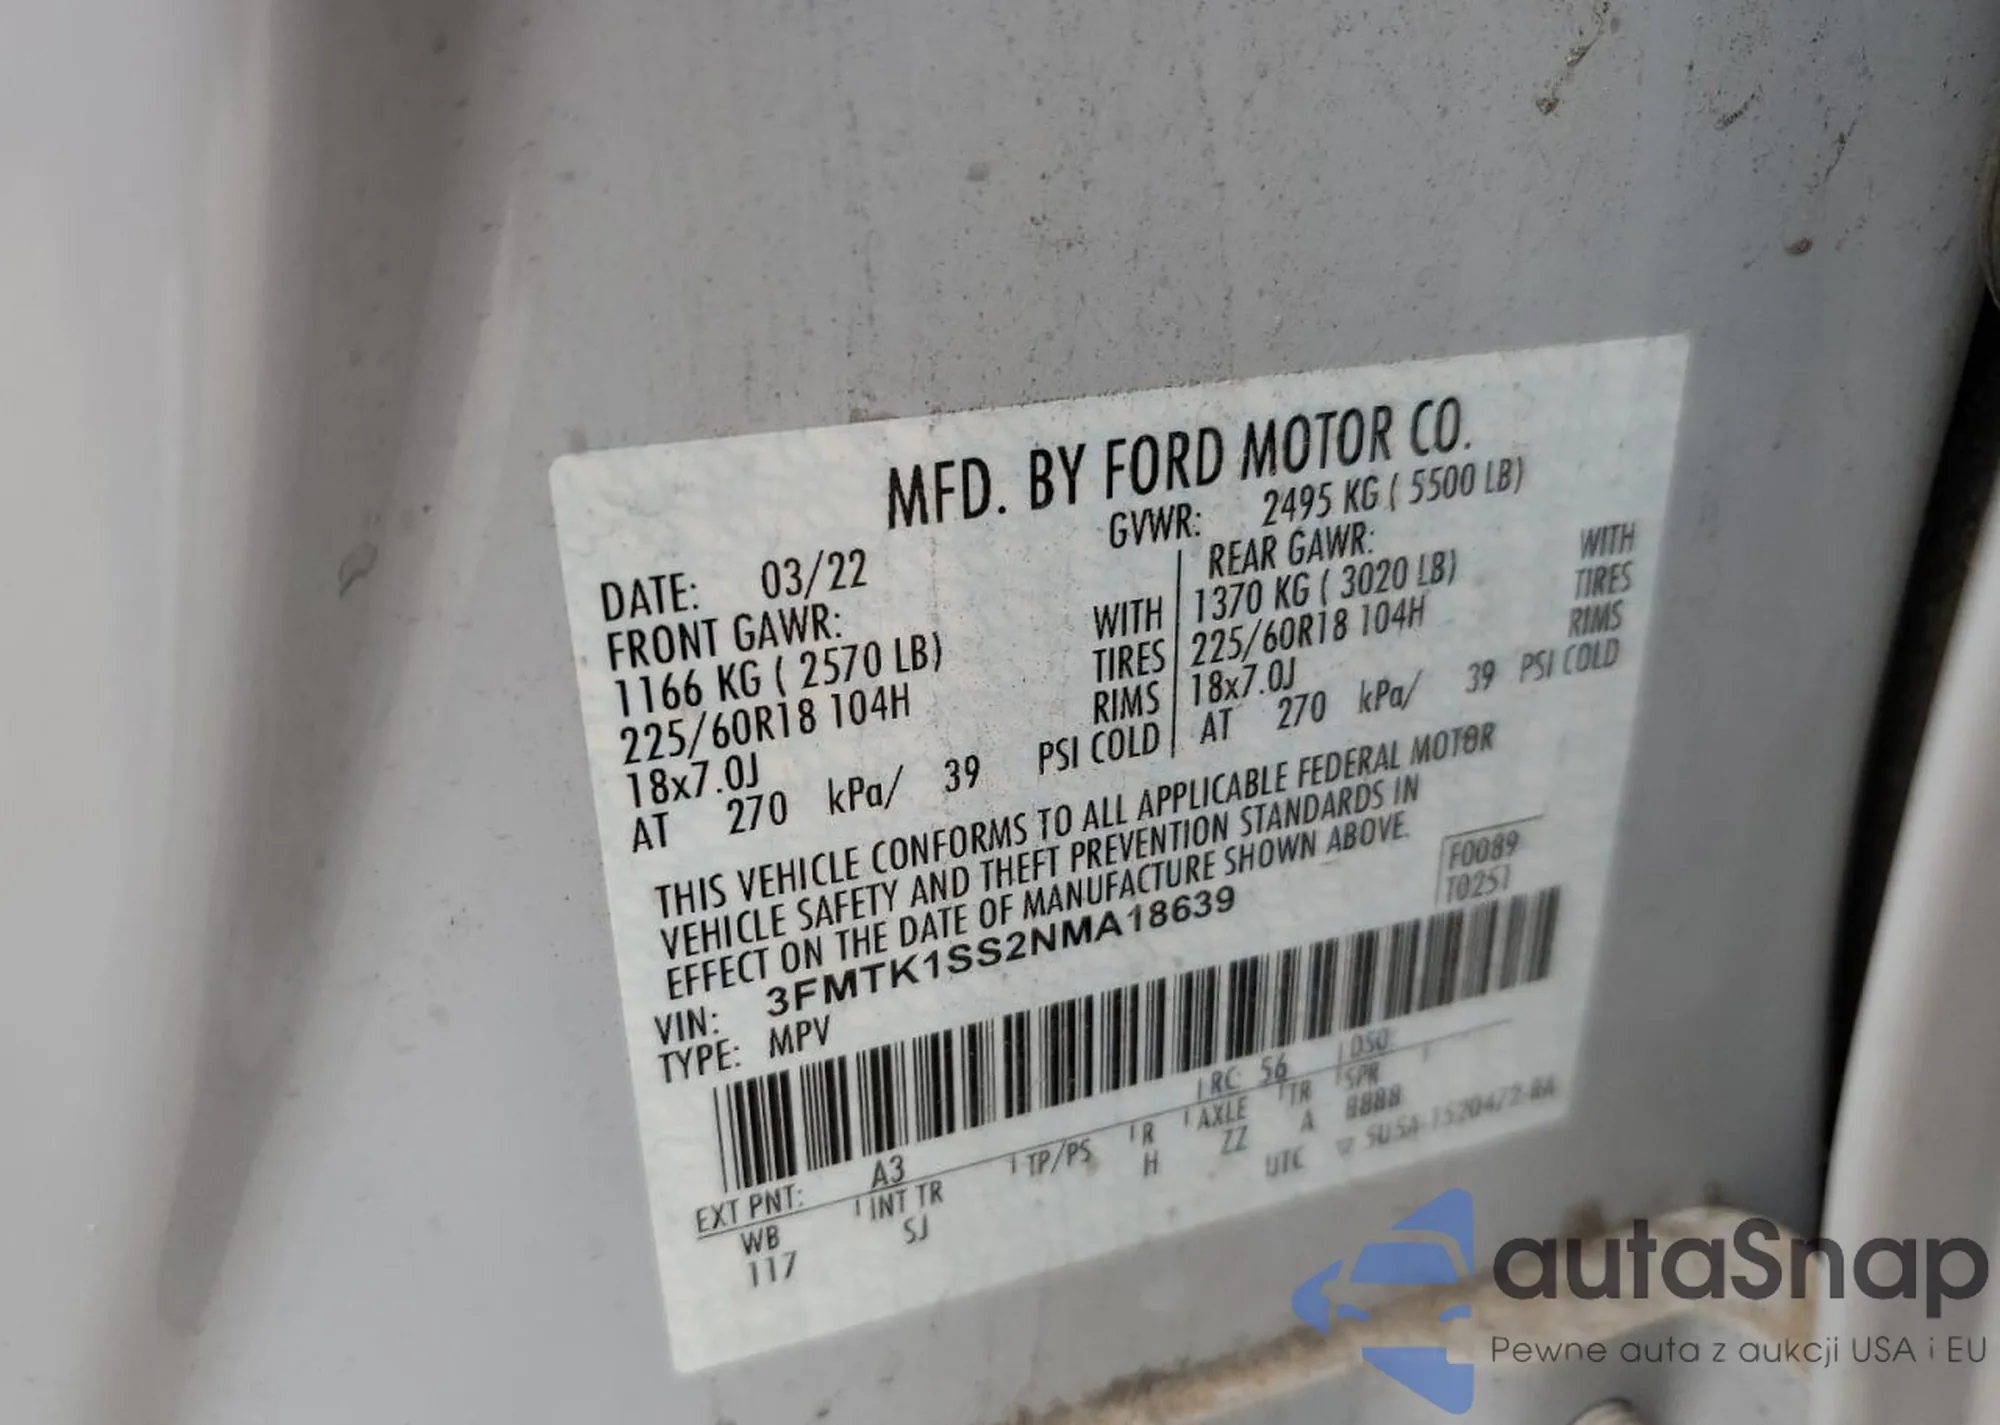 MFD. BY FORD MOTOR CO.
DATE: 03/22 GVWR: 2495 KG ( 5500 LB)
FRONT GAWR: REAR GAWR:
1166 KG ( 2570 LB) WITH 1370 KG ( 3020 LB) WITH
225/60R18 104H TIRES 225/60R18 104H TIRES
18x7.0J RIMS 18x7.0J RIMS
AT 270 kPa/ 39 PSI COLD AT 270 kPa/ 39 PSI COLD
THIS VEHICLE CONFORMS TO ALL APPLICABLE FEDERAL MOTOR
VEHICLE SAFETY AND THEFT PREVENTION STANDARDS IN
EFFECT ON THE DATE OF MANUFACTURE SHOWN ABOVE.
F0089
T0251
VIN: 3FMTK1SS2NMA18639
TYPE: MPV
EXT PNT: A3 RC: 56 DSO:
WB INT TR TP/PS R AXLE TR SPR
117 SJ H ZZ A 8888
UTC
autaSnap
Pewne auta z aukcji USA i EU